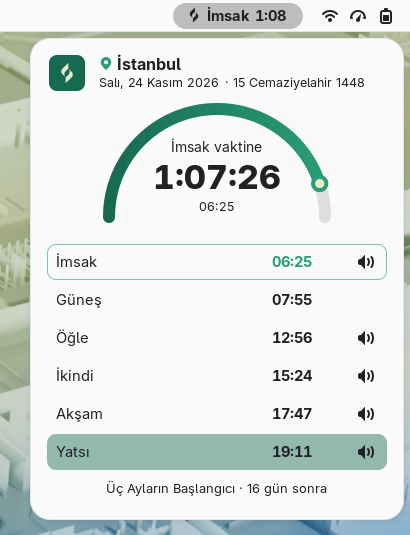 İmsak 1:08
İstanbul
Salı, 24 Kasım 2026 · 15 Cemaziyelahir 1448
İmsak vaktine
1:07:26
06:25
İmsak 06:25
Güneş 07:55
Öğle 12:56
İkindi 15:24
Akşam 17:47
Yatsı 19:11
Üç Ayların Başlangıcı · 16 gün sonra